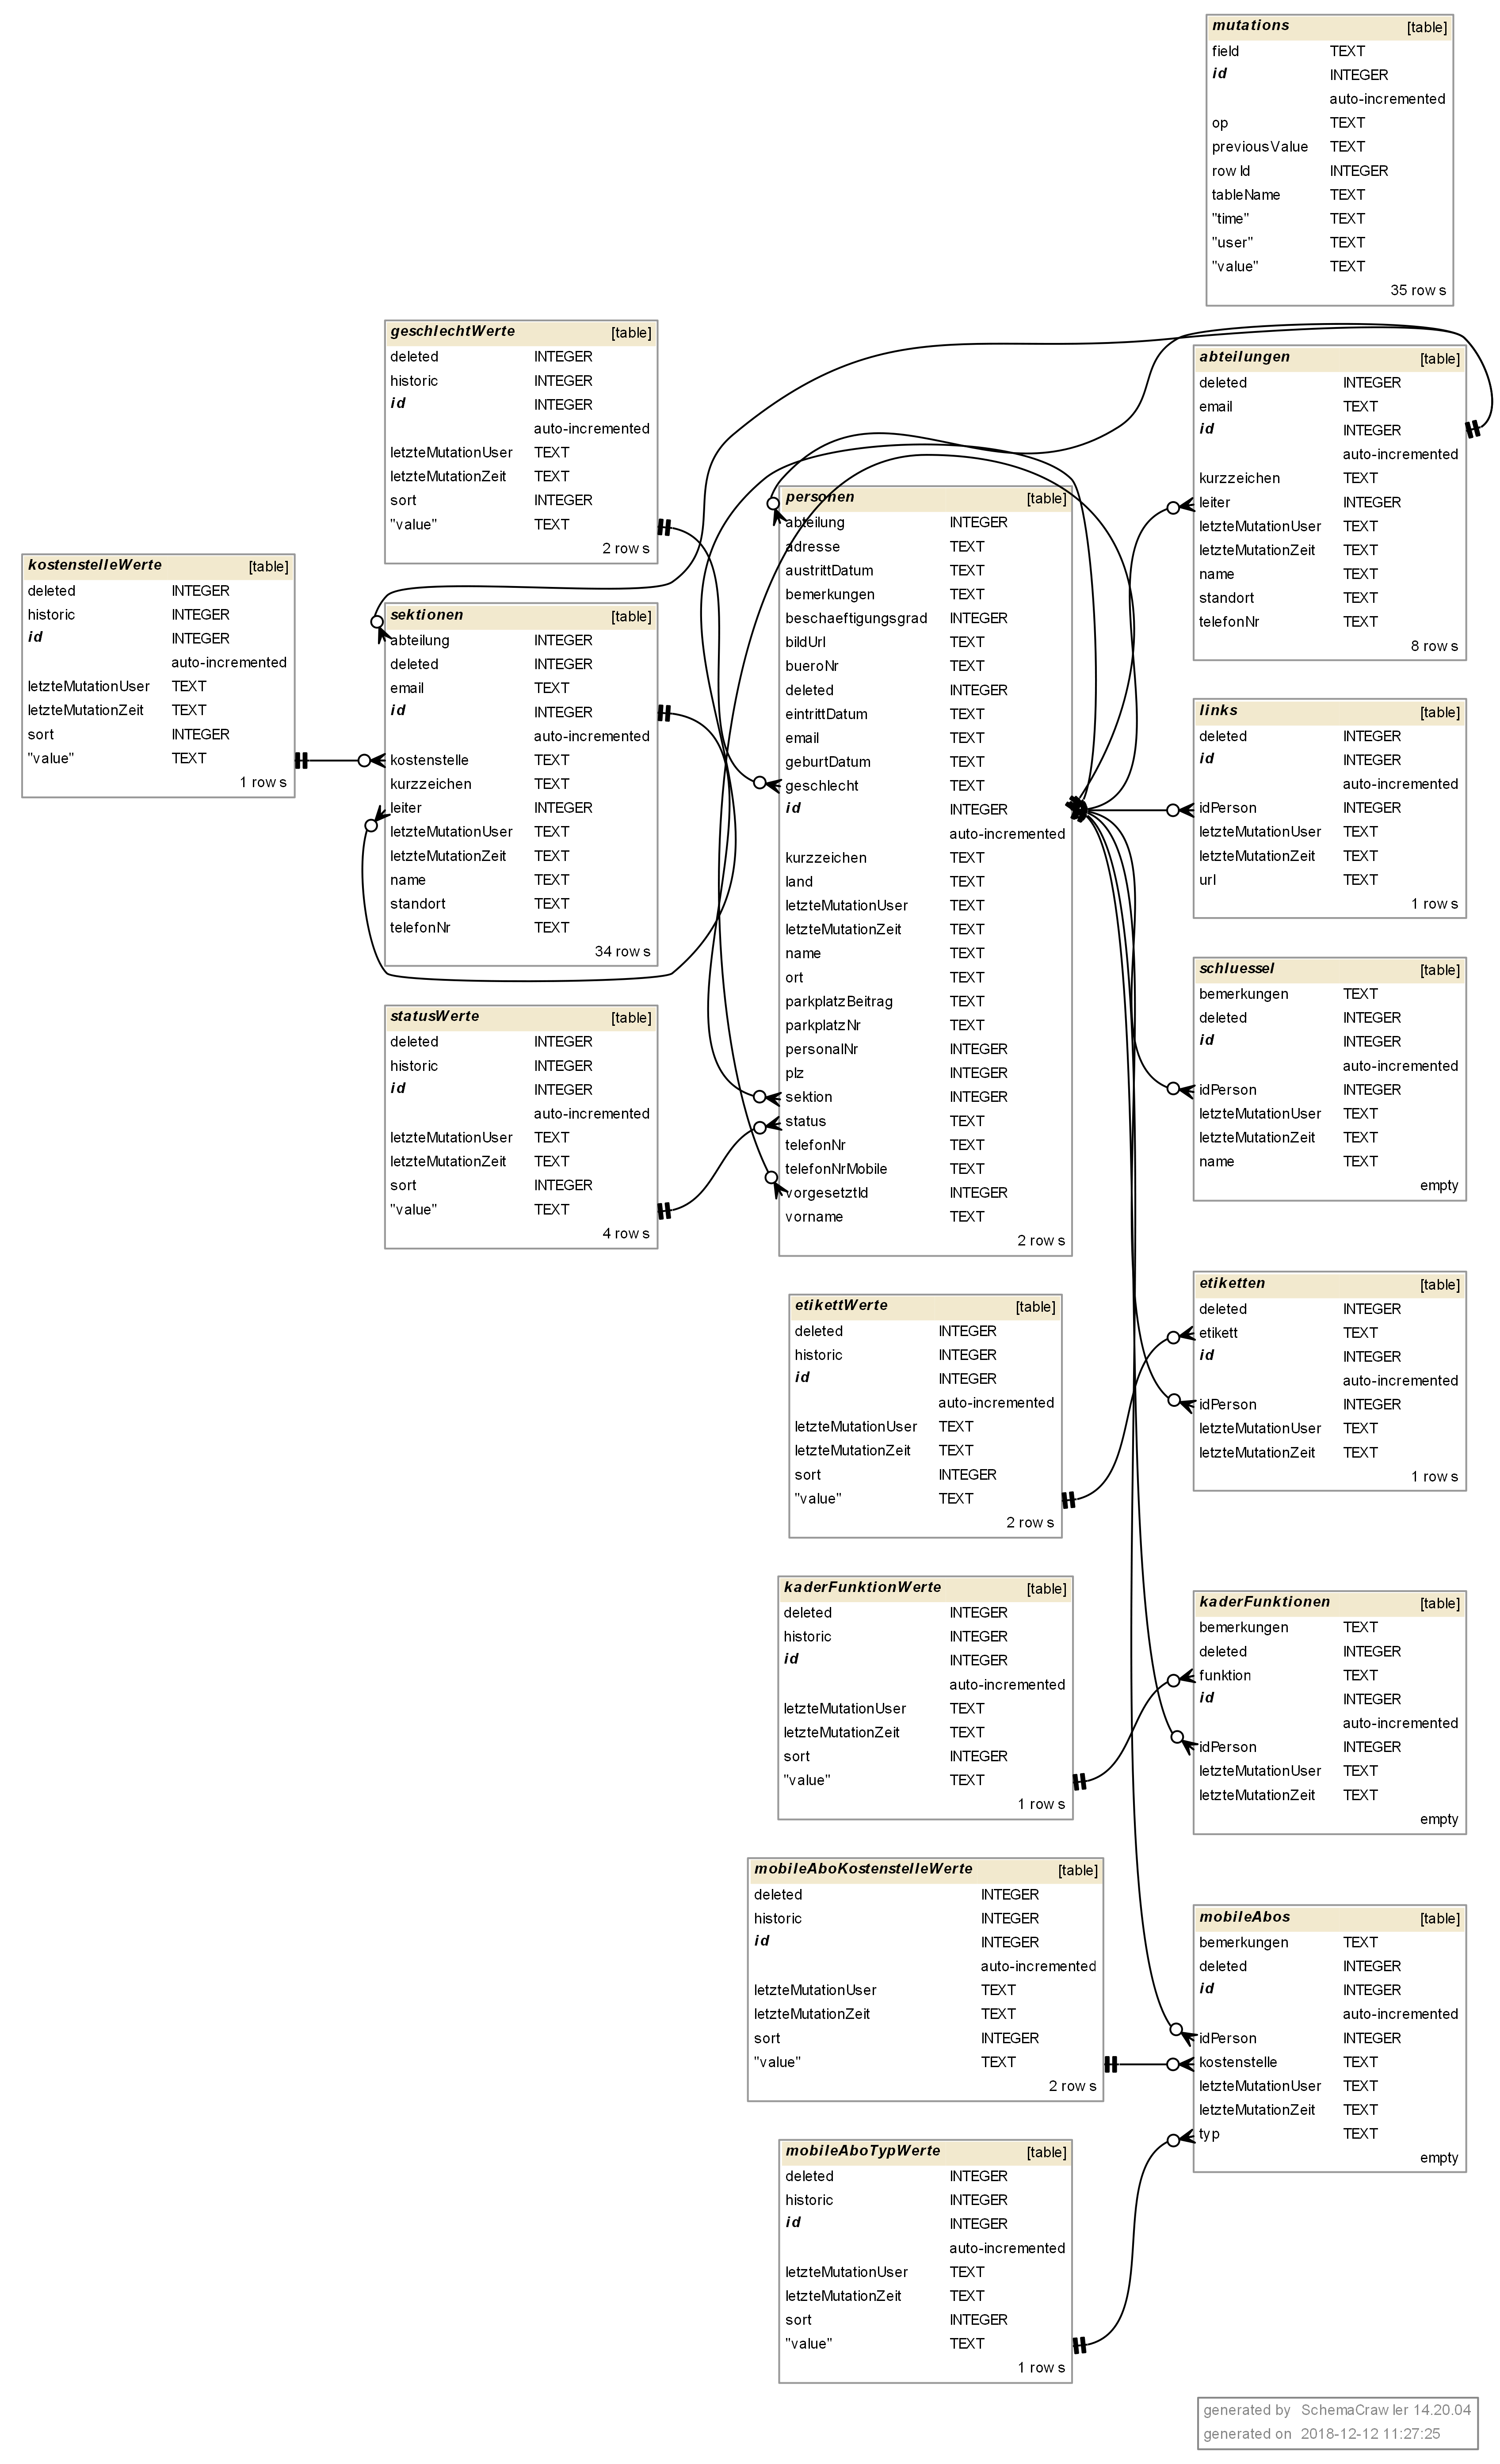 mutations [table]
field TEXT
id INTEGER
auto-incremented
op TEXT
previousValue TEXT
rowId INTEGER
tableName TEXT
"time" TEXT
"user" TEXT
"value" TEXT
35 rows
geschlechtWerte [table]
deleted INTEGER
historic INTEGER
id INTEGER
auto-incremented
letzteMutationUser TEXT
letzteMutationZeit TEXT
sort INTEGER
"value" TEXT
2 rows
abteilungen [table]
deleted INTEGER
email TEXT
id INTEGER
auto-incremented
kurzzeichen TEXT
leiter INTEGER
letzteMutationUser TEXT
letzteMutationZeit TEXT
name TEXT
standort TEXT
telefonNr TEXT
8 rows
personen [table]
abteilung INTEGER
adresse TEXT
austrittDatum TEXT
bemerkungen TEXT
beschaeftigungsgrad INTEGER
bildUrl TEXT
bueroNr TEXT
deleted INTEGER
eintrittDatum TEXT
email TEXT
geburtDatum TEXT
geschlecht TEXT
id INTEGER
auto-incremented
kurzzeichen TEXT
land TEXT
letzteMutationUser TEXT
letzteMutationZeit TEXT
name TEXT
ort TEXT
parkplatzBeitrag TEXT
parkplatzNr TEXT
personalNr INTEGER
plz INTEGER
sektion INTEGER
status TEXT
telefonNr TEXT
telefonNrMobile TEXT
vorgesetztId INTEGER
vorname TEXT
2 rows
kostenstelleWerte [table]
deleted INTEGER
historic INTEGER
id INTEGER
auto-incremented
letzteMutationUser TEXT
letzteMutationZeit TEXT
sort INTEGER
"value" TEXT
1 rows
sektionen [table]
abteilung INTEGER
deleted INTEGER
email TEXT
id INTEGER
auto-incremented
kostenstelle TEXT
kurzzeichen TEXT
leiter INTEGER
letzteMutationUser TEXT
letzteMutationZeit TEXT
name TEXT
standort TEXT
telefonNr TEXT
34 rows
links [table]
deleted INTEGER
id INTEGER
auto-incremented
idPerson INTEGER
letzteMutationUser TEXT
letzteMutationZeit TEXT
url TEXT
1 rows
schluessel [table]
bemerkungen TEXT
deleted INTEGER
id INTEGER
auto-incremented
idPerson INTEGER
letzteMutationUser TEXT
letzteMutationZeit TEXT
name TEXT
empty
statusWerte [table]
deleted INTEGER
historic INTEGER
id INTEGER
auto-incremented
letzteMutationUser TEXT
letzteMutationZeit TEXT
sort INTEGER
"value" TEXT
4 rows
etiketten [table]
deleted INTEGER
etikett TEXT
id INTEGER
auto-incremented
idPerson INTEGER
letzteMutationUser TEXT
letzteMutationZeit TEXT
1 rows
etikettWerte [table]
deleted INTEGER
historic INTEGER
id INTEGER
auto-incremented
letzteMutationUser TEXT
letzteMutationZeit TEXT
sort INTEGER
"value" TEXT
2 rows
kaderFunktionWerte [table]
deleted INTEGER
historic INTEGER
id INTEGER
auto-incremented
letzteMutationUser TEXT
letzteMutationZeit TEXT
sort INTEGER
"value" TEXT
1 rows
kaderFunktionen [table]
bemerkungen TEXT
deleted INTEGER
funktion TEXT
id INTEGER
auto-incremented
idPerson INTEGER
letzteMutationUser TEXT
letzteMutationZeit TEXT
empty
mobileAboKostenstelleWerte [table]
deleted INTEGER
historic INTEGER
id INTEGER
auto-incremented
letzteMutationUser TEXT
letzteMutationZeit TEXT
sort INTEGER
"value" TEXT
2 rows
mobileAbos [table]
bemerkungen TEXT
deleted INTEGER
id INTEGER
auto-incremented
idPerson INTEGER
kostenstelle TEXT
letzteMutationUser TEXT
letzteMutationZeit TEXT
typ TEXT
empty
mobileAboTypWerte [table]
deleted INTEGER
historic INTEGER
id INTEGER
auto-incremented
letzteMutationUser TEXT
letzteMutationZeit TEXT
sort INTEGER
"value" TEXT
1 rows
generated by SchemaCrawler 14.20.04
generated on 2018-12-12 11:27:25